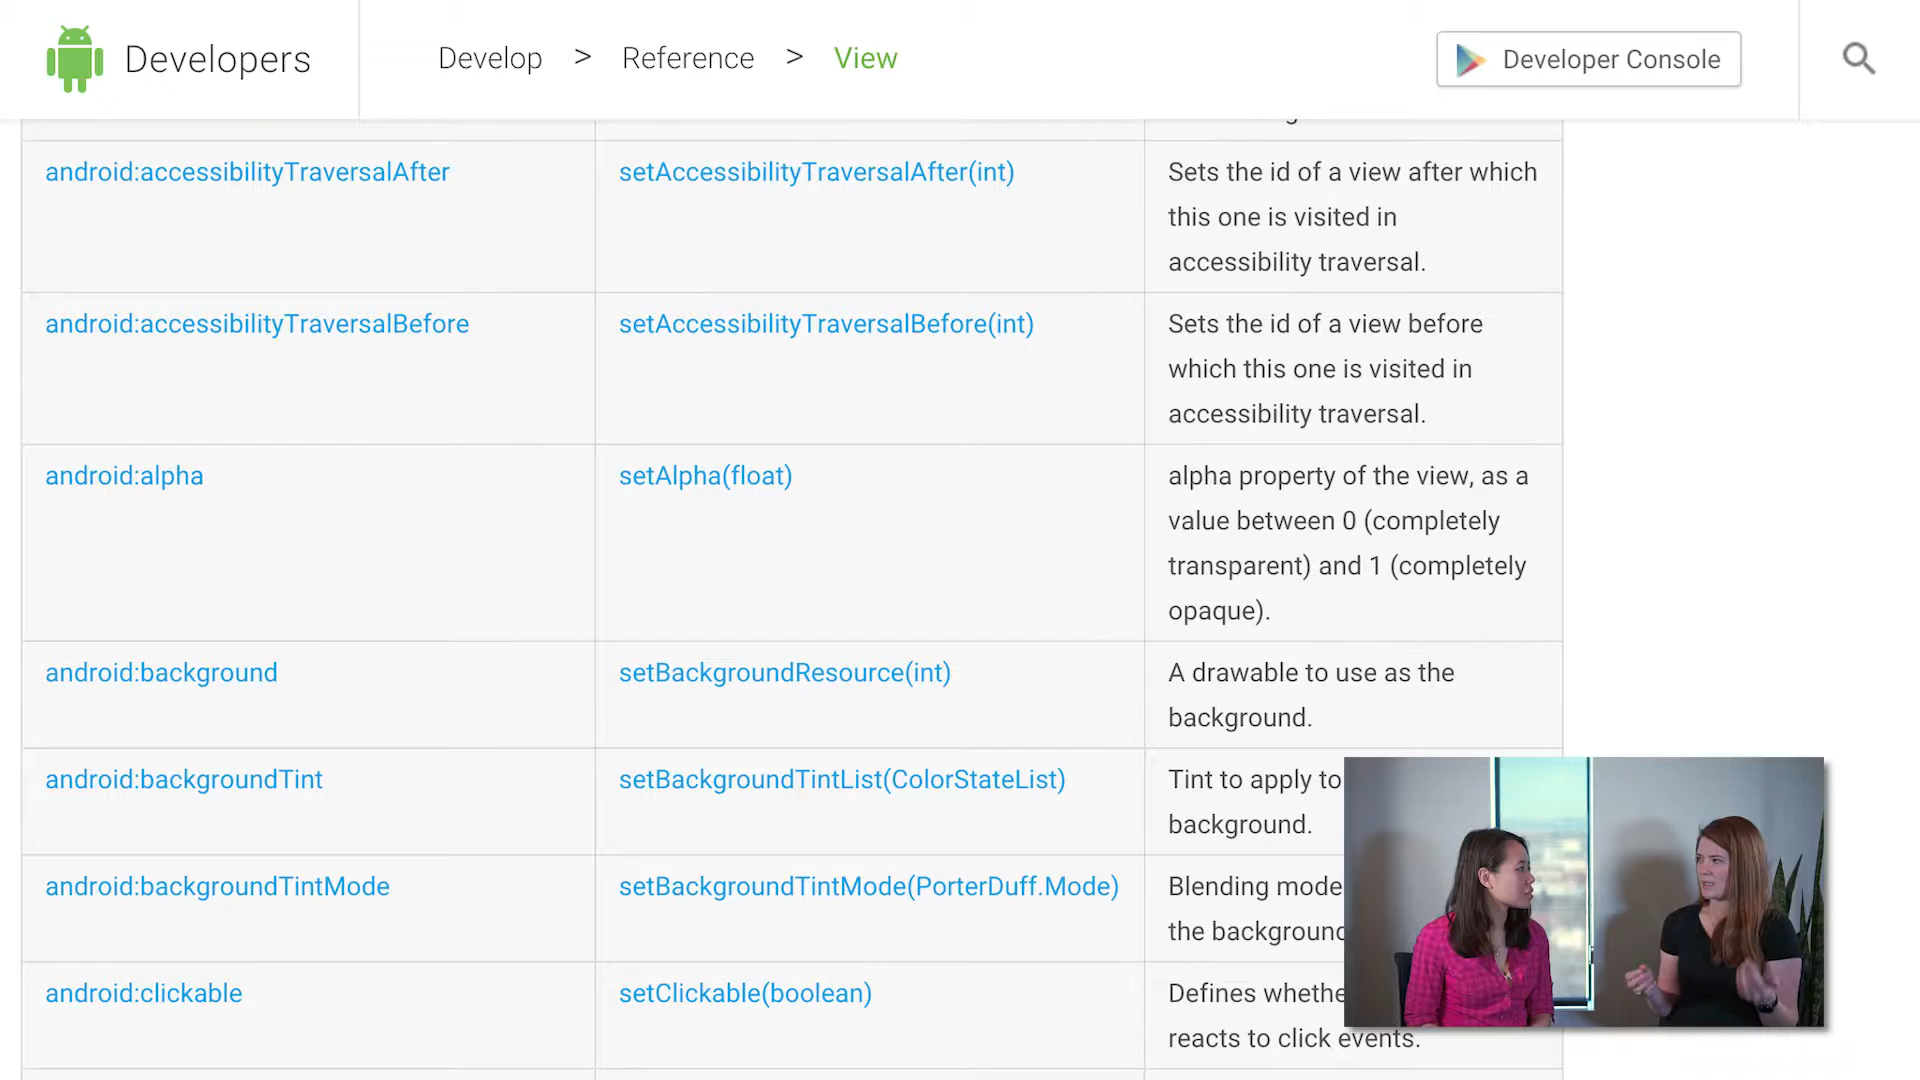 Developers
Develop > Reference > View
Developer Console
android:accessibilityTraversalAfter
setAccessibilityTraversalAfter(int)
Sets the id of a view after which
this one is visited in
accessibility traversal.
android:accessibilityTraversalBefore
setAccessibilityTraversalBefore(int)
Sets the id of a view before
which this one is visited in
accessibility traversal.
android:alpha
setAlpha(float)
alpha property of the view, as a
value between 0 (completely
transparent) and 1 (completely
opaque).
android:background
setBackgroundResource(int)
A drawable to use as the
background.
android:backgroundTint
setBackgroundTintList(ColorStateList)
Tint to apply to
background.
android:backgroundTintMode
setBackgroundTintMode(PorterDuff.Mode)
Blending mode
the background
android:clickable
setClickable(boolean)
Defines whethe
reacts to click events.